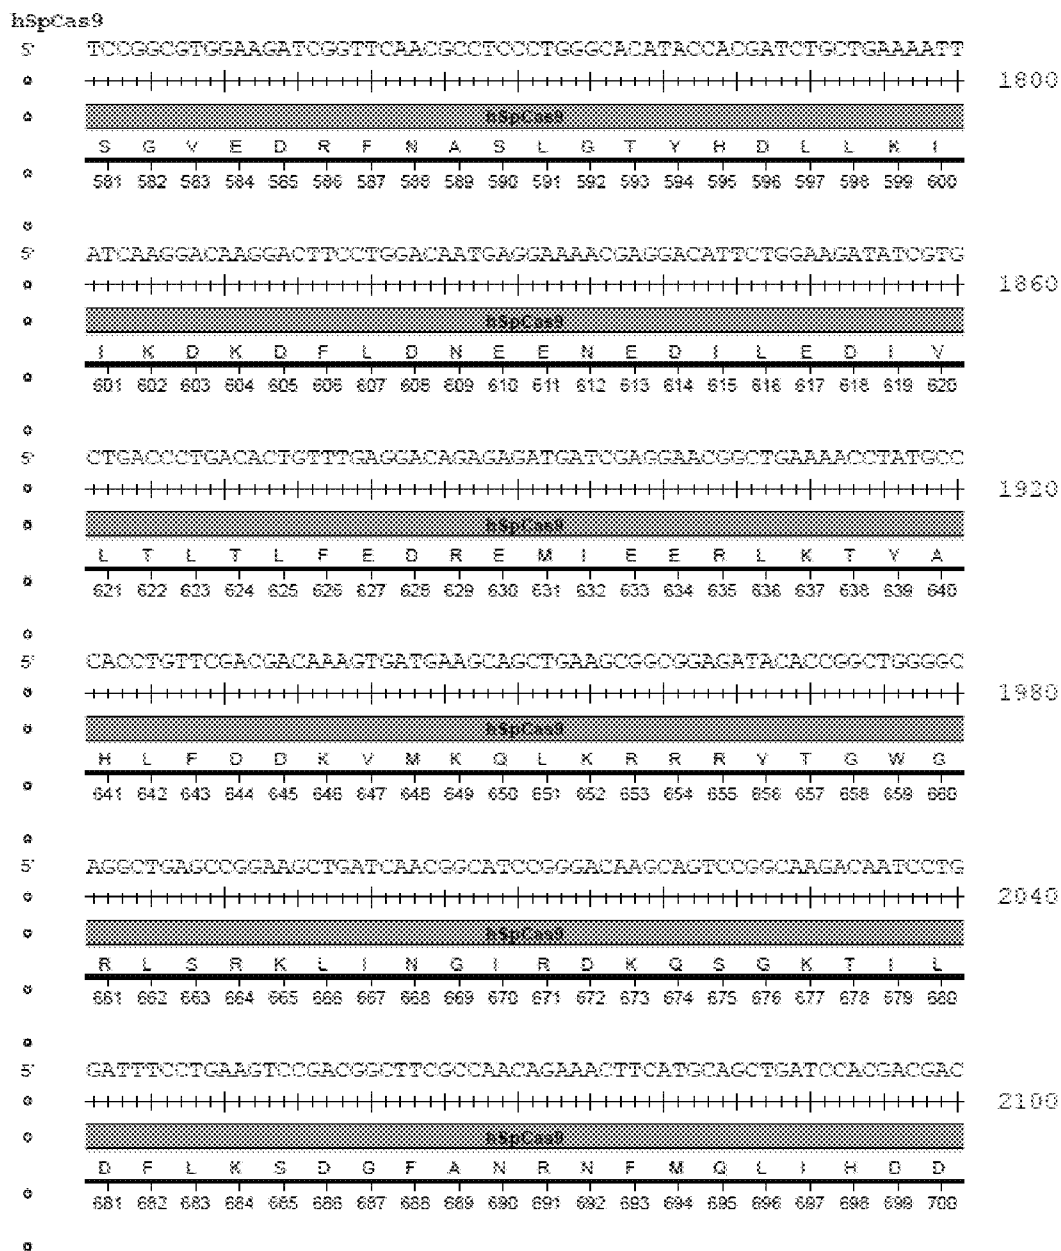 hSpCas9
5' TCCGGCGTGGAAGATCGGTTCAACGCCTCCCTGGGCACATACCACGATCTGCTGAAAATT
1800
hSpCas9
S G V E D R F N A S L G T Y H D L L K I
581 582 583 584 585 586 587 588 589 590 591 592 593 594 595 596 597 598 599 600
5' ATCAAGGACAAGGACTTCCTGGACAATGAGGAAAACGAGGACATTCTGGAAGATATCGTG
1860
hSpCas9
I K D K D F L D N E E N E D I L E D I V
601 602 603 604 605 606 607 608 609 610 611 612 613 614 615 616 617 618 619 620
5' CTGACCCTGACACTGTTTGAGGACAGAGAGATGATCGAGGAACGGCTGAAAACCTATGCC
1920
hSpCas9
L T L T L F E D R E M I E E R L K T Y A
621 622 623 624 625 626 627 628 629 630 631 632 633 634 635 636 637 638 639 640
5' CACCTGTTCGACGACAAAGTGATGAAGCAGCTGAAGCGGCGGAGATACACCGGCTGGGGC
1980
hSpCas9
H L F D D K V M K Q L K R R R Y T G W G
641 642 643 644 645 646 647 648 649 650 651 652 653 654 655 656 657 658 659 660
5' AGGCTGAGCCGGAAGCTGATCAACGGCATCCGGGACAAGCAGTCCGGCAAGACAATCCTG
2040
hSpCas9
R L S R K L I N G I R D K Q S G K T I L
661 662 663 664 665 666 667 668 669 670 671 672 673 674 675 676 677 678 679 680
5' GATTTCCTGAAGTCCGACGGCTTCGCCAACAGAAACTTCATGCAGCTGATCCACGACGAC
2100
hSpCas9
D F L K S D G F A N R N F M Q L I H D D
681 682 683 684 685 686 687 688 689 690 691 692 693 694 695 696 697 698 699 700